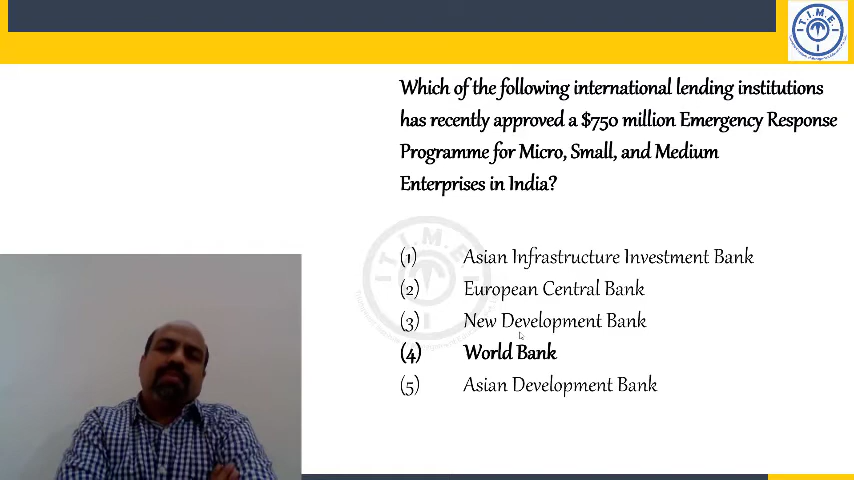 T.I.M.E.
Which of the following international lending institutions
has recently approved a $750 million Emergency Response
Programme for Micro, Small, and Medium
Enterprises in India?
T.I.M.E.
(1) Asian Infrastructure Investment Bank
(2) European Central Bank
(3) New Development Bank
(4) World Bank
(5) Asian Development Bank